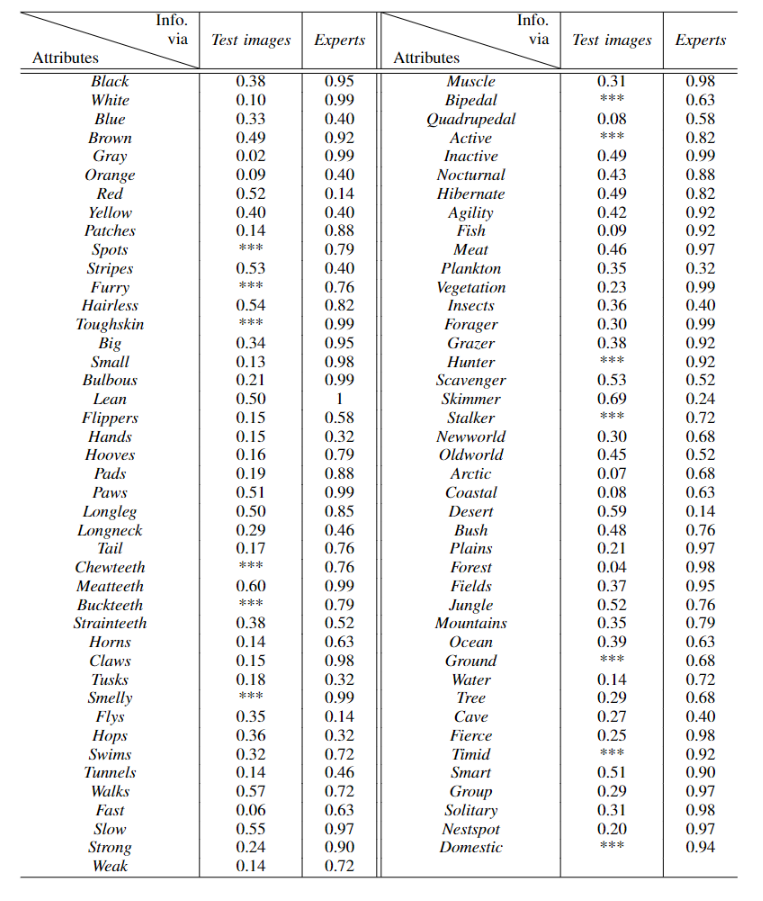 Info. via Attributes Test images Experts Info. via Attributes Test images Experts
Black 0.38 0.95 Muscle 0.31 0.98
White 0.10 0.99 Bipedal *** 0.63
Blue 0.33 0.40 Quadrupedal 0.08 0.58
Brown 0.49 0.92 Active *** 0.82
Gray 0.02 0.99 Inactive 0.49 0.99
Orange 0.09 0.40 Nocturnal 0.43 0.88
Red 0.52 0.14 Hibernate 0.49 0.82
Yellow 0.40 0.40 Agility 0.42 0.92
Patches 0.14 0.88 Fish 0.09 0.92
Spots *** 0.79 Meat 0.46 0.97
Stripes 0.53 0.40 Plankton 0.35 0.32
Furry *** 0.76 Vegetation 0.23 0.99
Hairless 0.54 0.82 Insects 0.36 0.40
Toughskin *** 0.99 Forager 0.30 0.99
Big 0.34 0.95 Grazer 0.38 0.92
Small 0.13 0.98 Hunter *** 0.92
Bulbous 0.21 0.99 Scavenger 0.53 0.52
Lean 0.50 1 Skimmer 0.69 0.24
Flippers 0.15 0.58 Stalker *** 0.72
Hands 0.15 0.32 Newworld 0.30 0.68
Hooves 0.16 0.79 Oldworld 0.45 0.52
Pads 0.19 0.88 Arctic 0.07 0.68
Paws 0.51 0.99 Coastal 0.08 0.63
Longleg 0.50 0.85 Desert 0.59 0.14
Longneck 0.29 0.46 Bush 0.48 0.76
Tail 0.17 0.76 Plains 0.21 0.97
Chewteeth *** 0.76 Forest 0.04 0.98
Meatteeth 0.60 0.99 Fields 0.37 0.95
Buckteeth *** 0.79 Jungle 0.52 0.76
Strainteeth 0.38 0.52 Mountains 0.35 0.79
Horns 0.14 0.63 Ocean 0.39 0.63
Claws 0.15 0.98 Ground *** 0.68
Tusks 0.18 0.32 Water 0.14 0.72
Smelly *** 0.99 Tree 0.29 0.68
Flys 0.35 0.14 Cave 0.27 0.40
Hops 0.36 0.32 Fierce 0.25 0.98
Swims 0.32 0.72 Timid *** 0.92
Tunnels 0.14 0.46 Smart 0.51 0.90
Walks 0.57 0.72 Group 0.29 0.97
Fast 0.06 0.63 Solitary 0.31 0.98
Slow 0.55 0.97 Nestspot 0.20 0.97
Strong 0.24 0.90 Domestic *** 0.94
Weak 0.14 0.72